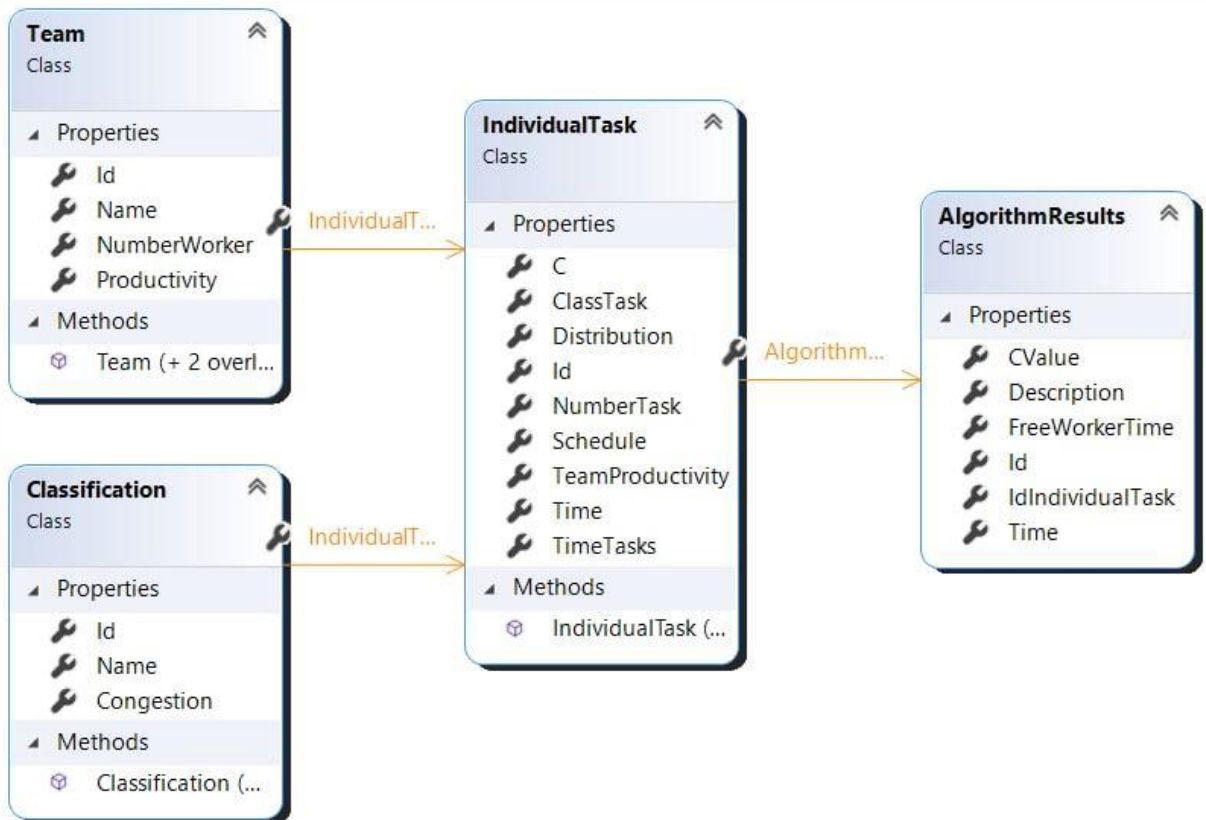 Team
Class
Properties
Id
Name
NumberWorker
Productivity
Methods
Team (+ 2 overl...
IndividualT...
Classification
Class
Properties
Id
Name
Congestion
Methods
Classification (...
IndividualT...
IndividualTask
Class
Properties
C
ClassTask
Distribution
Id
NumberTask
Schedule
TeamProductivity
Time
TimeTasks
Methods
IndividualTask (...
Algorithm...
AlgorithmResults
Class
Properties
CValue
Description
FreeWorkerTime
Id
IdIndividualTask
Time